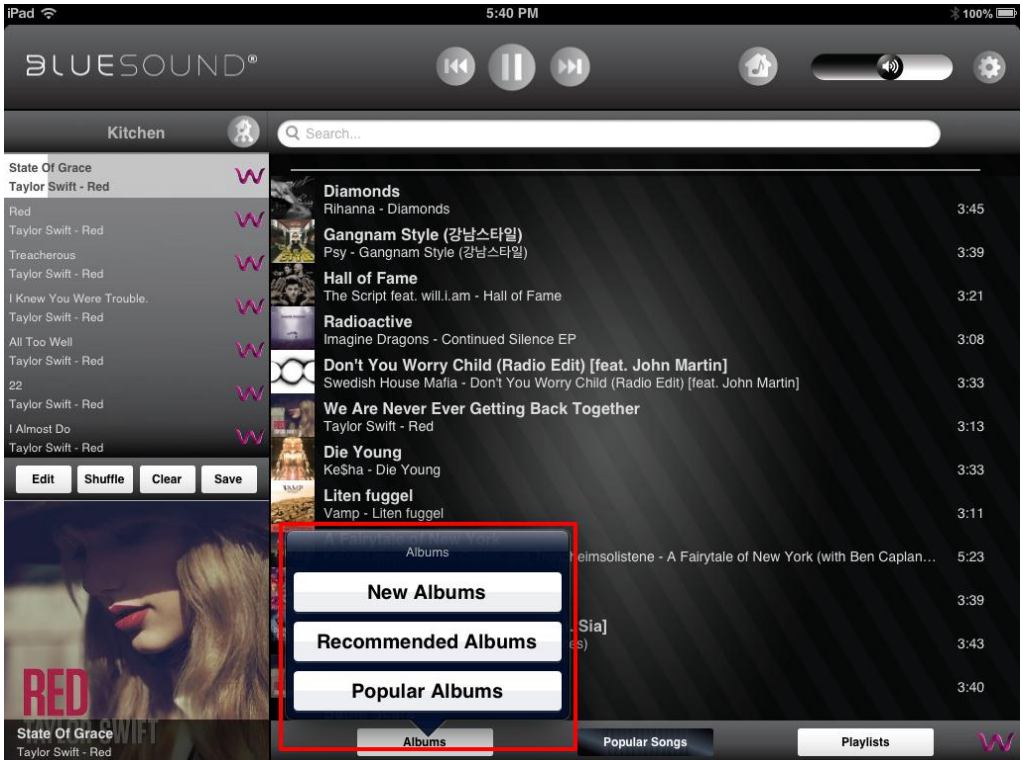 iPad
5:40 PM
100%
BLUESOUND®
Kitchen
Search...
State Of Grace
Taylor Swift - Red
Red
Taylor Swift - Red
Treacherous
Taylor Swift - Red
I Knew You Were Trouble.
Taylor Swift - Red
All Too Well
Taylor Swift - Red
22
Taylor Swift - Red
I Almost Do
Taylor Swift - Red
Edit Shuffle Clear Save
RED
TAYLOR SWIFT
State Of Grace
Taylor Swift - Red
Diamonds
Rihanna - Diamonds 3:45
Gangnam Style (강남스타일)
Psy - Gangnam Style (강남스타일) 3:39
Hall of Fame
The Script feat. will.i.am - Hall of Fame 3:21
Radioactive
Imagine Dragons - Continued Silence EP 3:08
Don't You Worry Child (Radio Edit) [feat. John Martin]
Swedish House Mafia - Don't You Worry Child (Radio Edit) [feat. John Martin] 3:33
We Are Never Ever Getting Back Together
Taylor Swift - Red 3:13
Die Young
Ke$ha - Die Young 3:33
Liten fuggel
Vamp - Liten fuggel 3:11
A Fairytale of New York
eimsolistene - A Fairytale of New York (with Ben Caplan... 5:23
3:39
. Sia]
es) 3:43
3:40
Albums
New Albums
Recommended Albums
Popular Albums
Albums Popular Songs Playlists